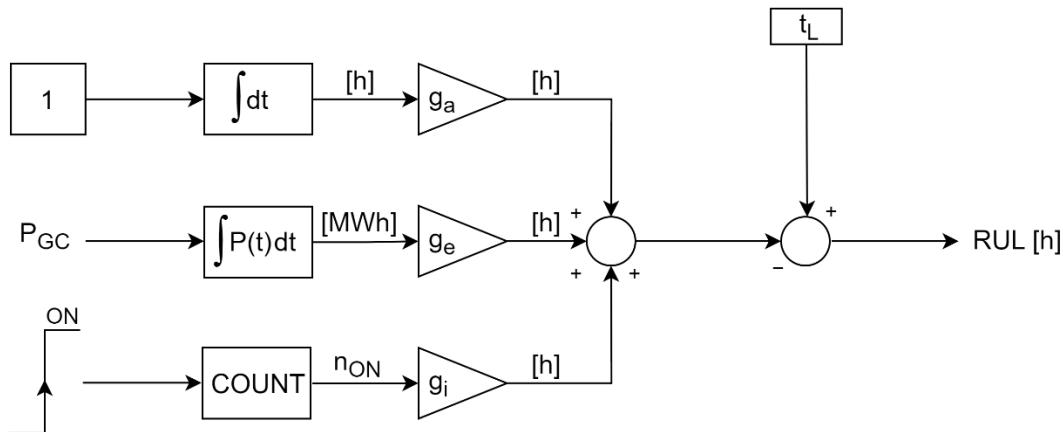 t_L
1
∫dt
[h]
g_a
[h]
+
+
P_GC
∫P(t)dt
[MWh]
g_e
[h]
RUL [h]
+
+
−
ON
COUNT
n_ON
g_i
[h]